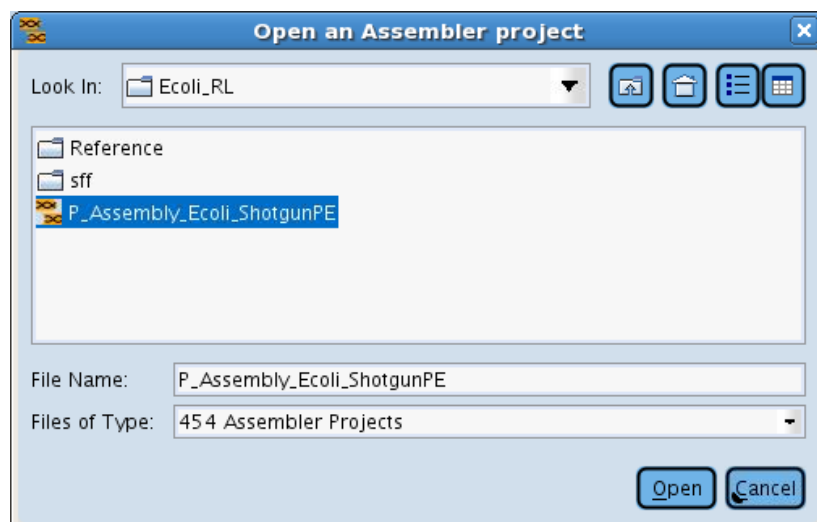 Open an Assembler project
Look In: Ecoli_RL
Reference
sff
P_Assembly_Ecoli_ShotgunPE
File Name: P_Assembly_Ecoli_ShotgunPE
Files of Type: 454 Assembler Projects
Open Cancel